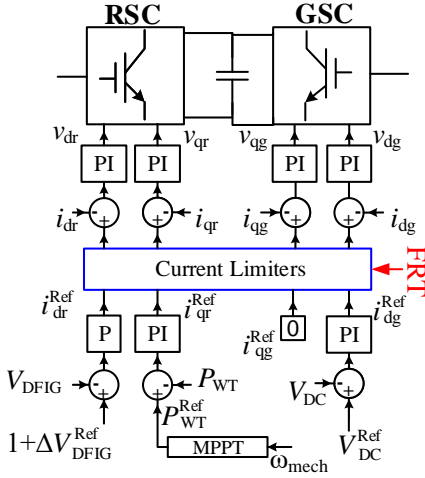 RSC GSC
v_dr v_qr v_qg v_dg
PI PI PI PI
- - - -
i_dr i_qr i_qg i_dg
Current Limiters
FRT
i_dr^Ref i_qr^Ref i_qg^Ref i_dg^Ref
P PI 0 PI
V_DFIG - - P_WT V_DC -
1+ΔV_DFIG^Ref P_WT^Ref V_DC^Ref
MPPT
ω_mech